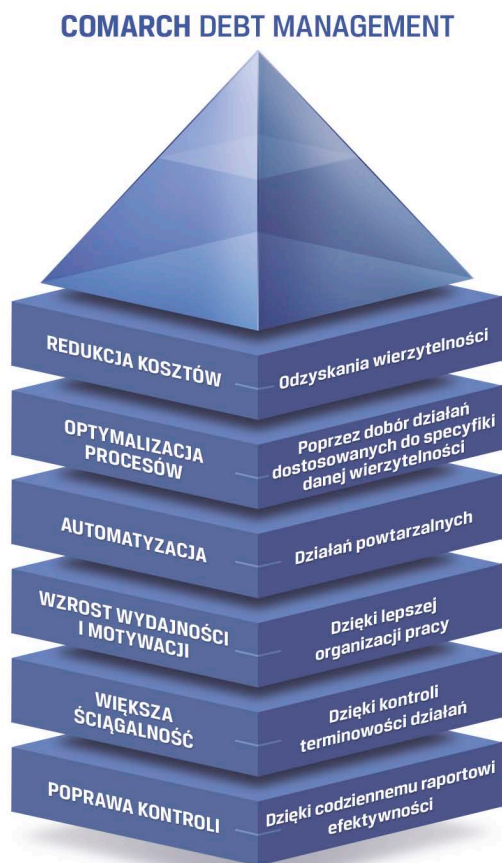 COMARCH DEBT MANAGEMENT
REDUKCJA KOSZTÓW
Odzyskania wierzytelności
OPTYMALIZACJA
PROCESÓW
Poprzez dobór działań
dostosowanych do specyfiki
danej wierzytelności
AUTOMATYZACJA
Działań powtarzalnych
WZROST WYDAJNOŚCI
I MOTYWACJI
Dzięki lepszej
organizacji pracy
WIĘKSZA
ŚCIĄGALNOŚĆ
Dzięki kontroli
terminowości działań
POPRAWA KONTROLI
Dzięki codziennemu raportowi
efektywności